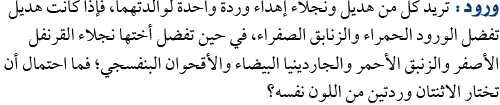 ورود : تريد كل من هديل ونجلاء إهداء وردة واحدة لوالدتهما، فإذا كانت هديل
تفضل الورود الحمراء والزنابق الصفراء، في حين تفضل أختها نجلاء القرنفل
الأصفر والزنبق الأحمر والجاردينيا البيضاء والأقحوان البنفسجي؛ فما احتمال أن
تختار الاثنتان وردتين من اللون نفسه؟